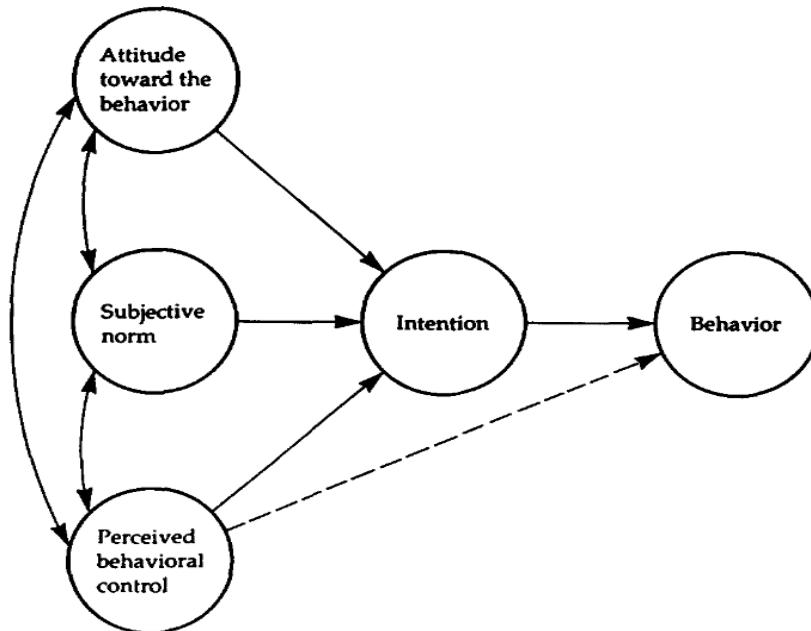 Attitude
toward the
behavior
Subjective
norm
Intention
Behavior
Perceived
behavioral
control